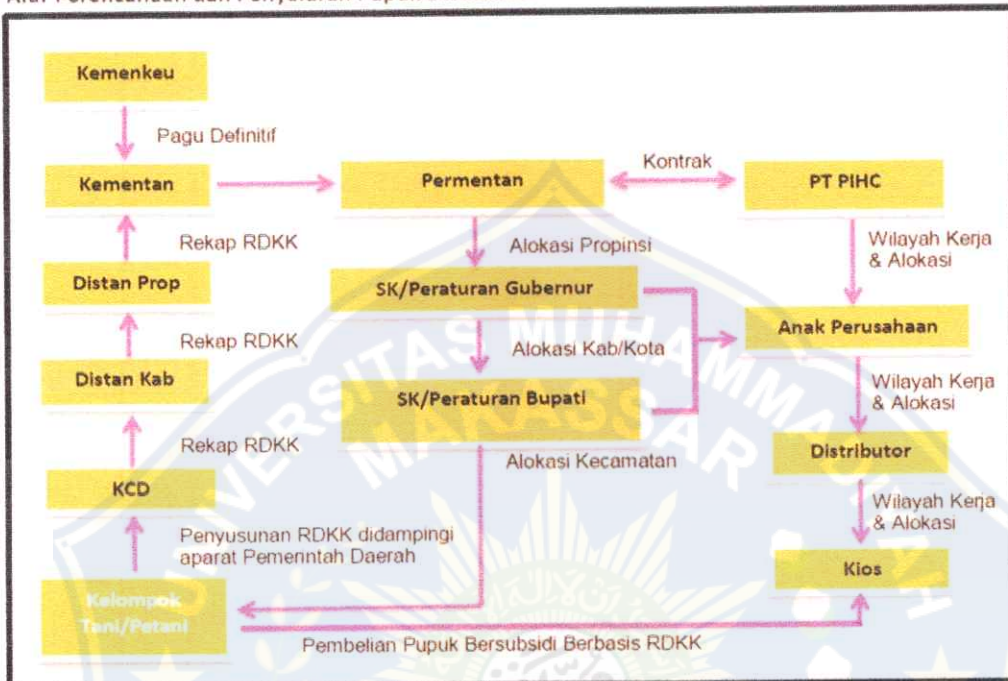 Kemenkeu
Pagu Definitif
Kementan
Permentan
Kontrak
PT PIHC
Rekap RDKK
Alokasi Propinsi
Wilayah Kerja
& Alokasi
Distan Prop
SK/Peraturan Gubernur
Anak Perusahaan
Rekap RDKK
Alokasi Kab/Kota
Distan Kab
SK/Peraturan Bupati
Wilayah Kerja
& Alokasi
Rekap RDKK
Alokasi Kecamatan
Distributor
KCD
Wilayah Kerja
& Alokasi
Penyusunan RDKK didampingi
aparat Pemerintah Daerah
Kios
Kelompok
Tani/Petani
Pembelian Pupuk Bersubsidi Berbasis RDKK
UNIVERSITAS MUHAMMADIYAH
MAKASSAR